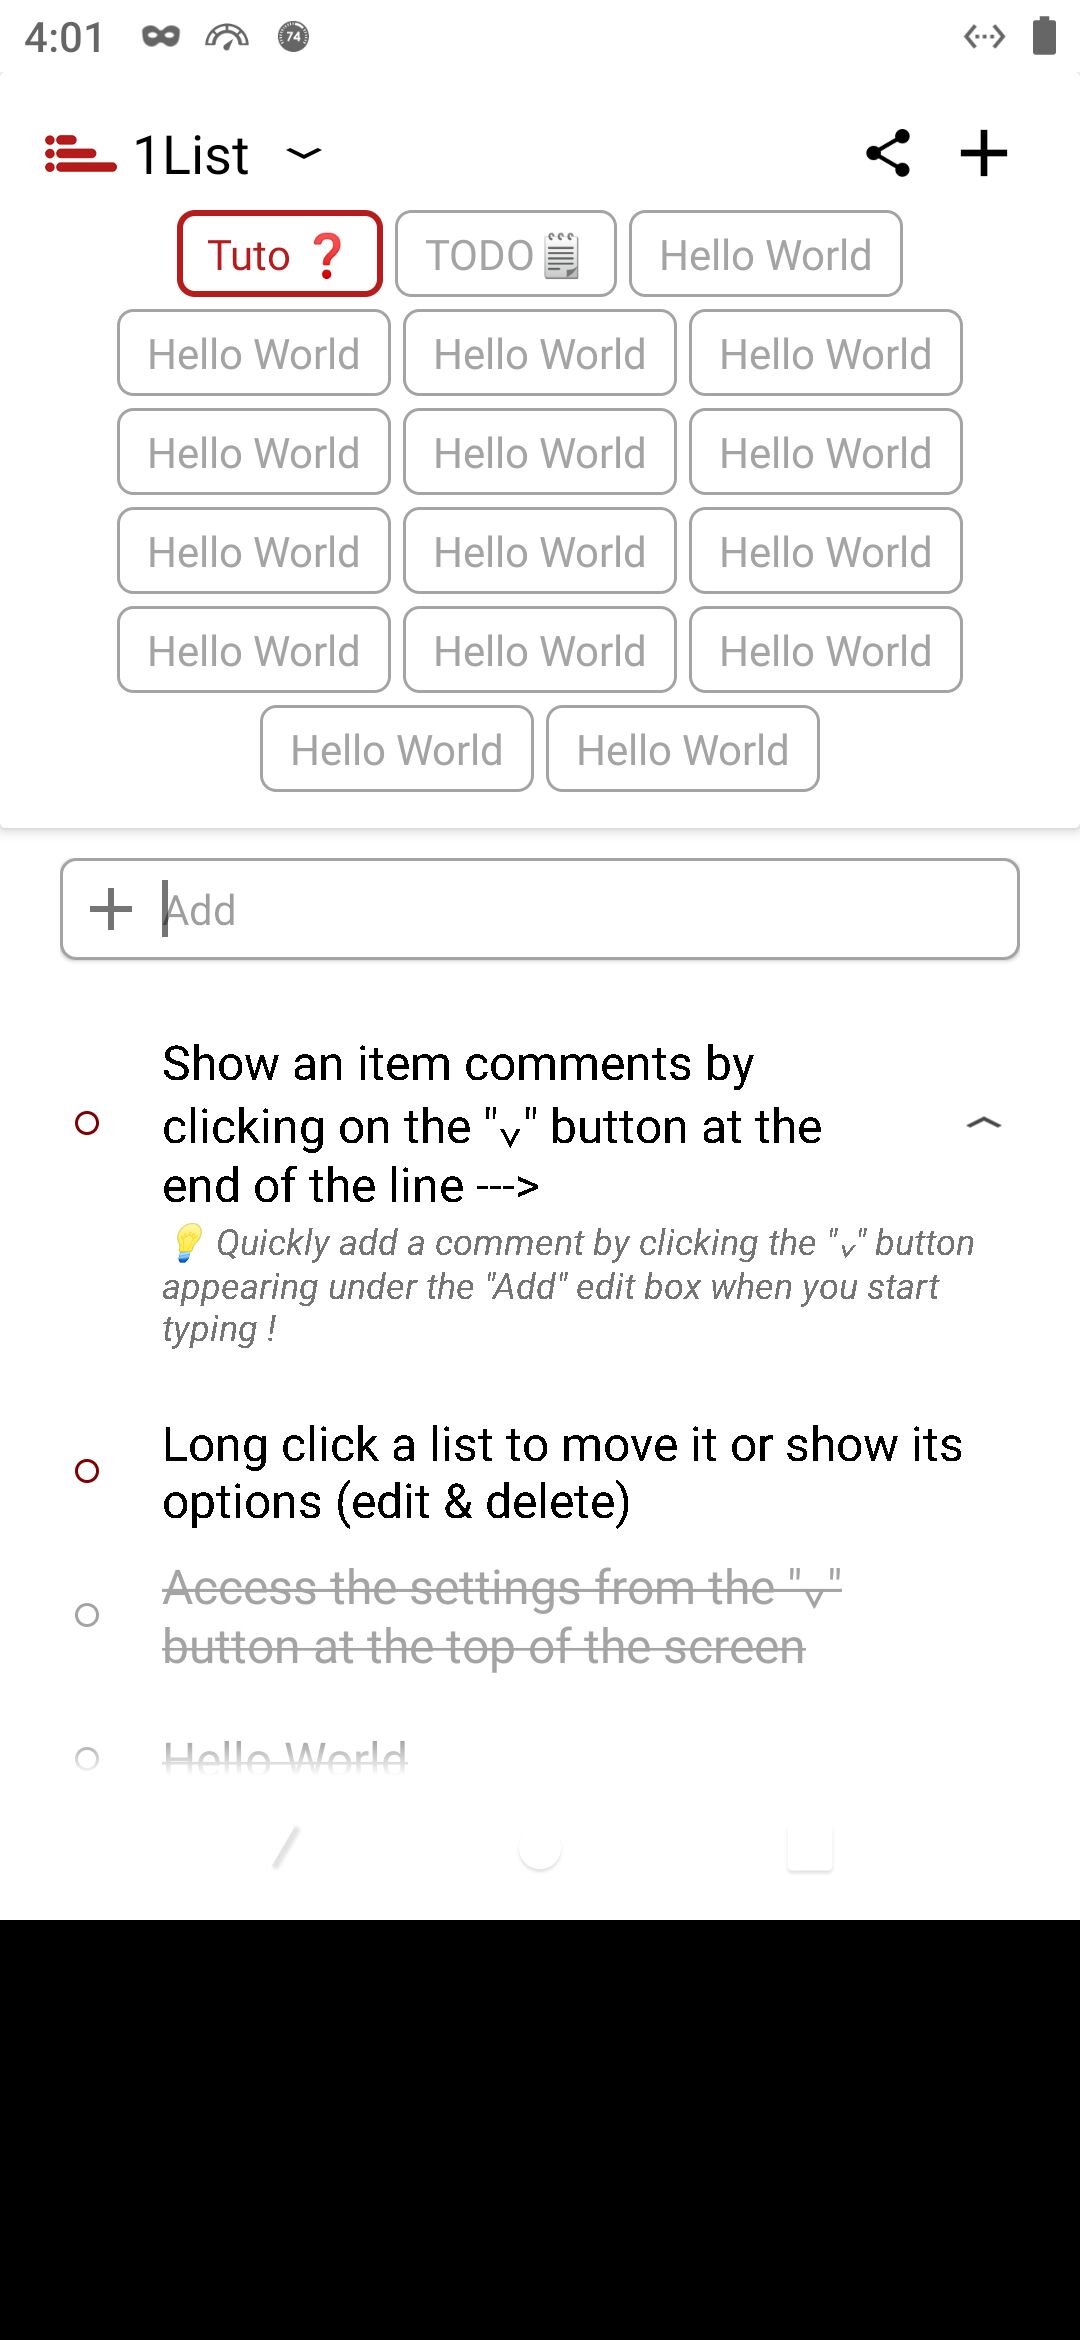 4:01
74
1List
Tuto ❓ TODO🗒️ Hello World
Hello World Hello World Hello World
Hello World Hello World Hello World
Hello World Hello World Hello World
Hello World Hello World Hello World
Hello World Hello World
Add
Show an item comments by
clicking on the "⌄" button at the
end of the line --->
💡 Quickly add a comment by clicking the "⌄" button
appearing under the "Add" edit box when you start
typing !
Long click a list to move it or show its
options (edit & delete)
Access the settings from the "⌄"
button at the top of the screen
Hello World